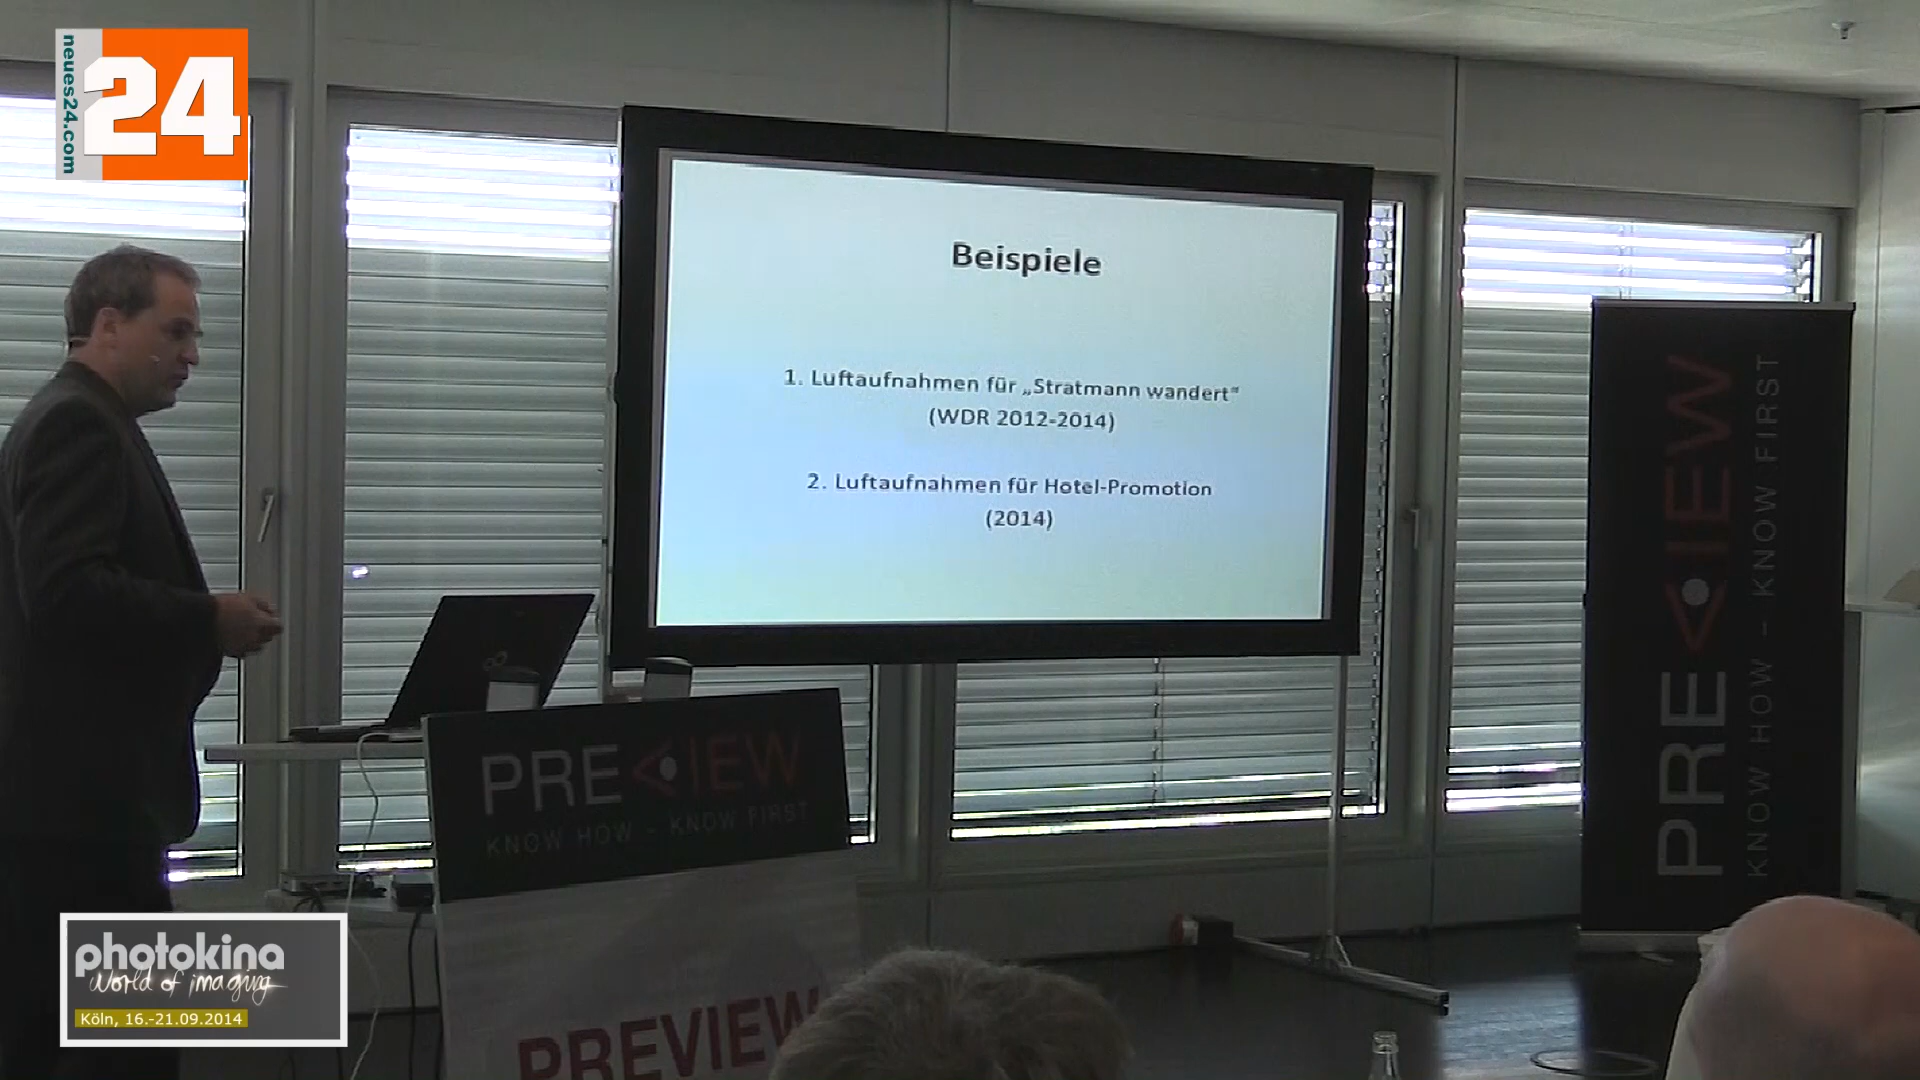 neues24.com
24
Beispiele
1. Luftaufnahmen für „Stratmann wandert“
(WDR 2012-2014)
2. Luftaufnahmen für Hotel-Promotion
(2014)
PREVIEW
KNOW HOW – KNOW FIRST
PREVIEW
KNOW HOW – KNOW FIRST
PREVIEW
photokina
world of imaging
Köln, 16.-21.09.2014